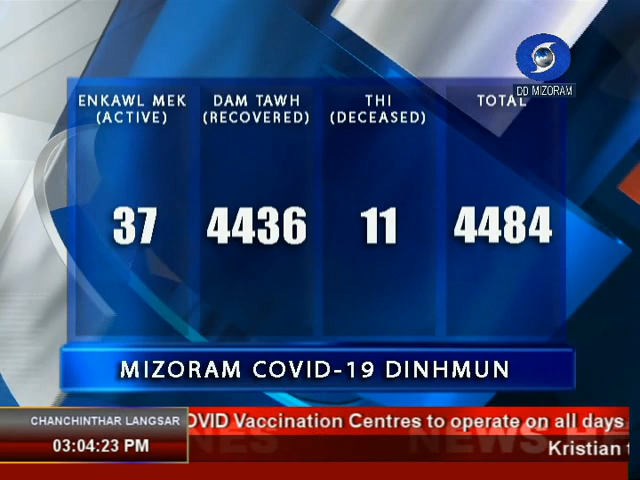 DD MIZORAM
ENKAWL MEK (ACTIVE)
DAM TAWH (RECOVERED)
THI (DECEASED)
TOTAL
37 4436 11 4484
MIZORAM COVID-19 DINHMUN
CHANCHINTHAR LANGSAR
OVID Vaccination Centres to operate on all days
03:04:23 PM
Kristian